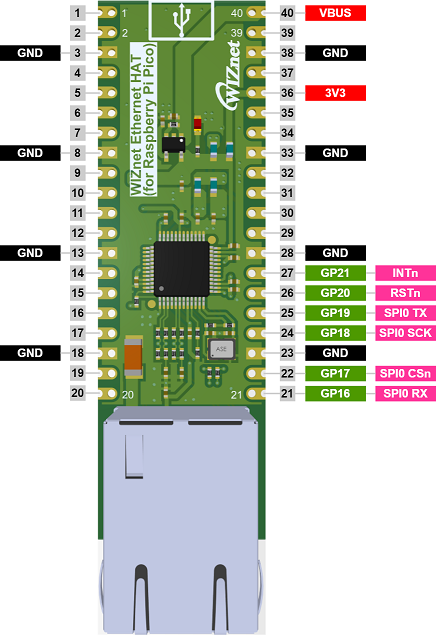 1 1 40 40 VBUS
2 2 39 39
GND 3 38 GND
4 37
5 36 3V3
6 35
7 34
GND 8 33 GND
9 32
10 31
11 30
12 29
GND 13 28 GND
14 27 GP21 INTn
15 26 GP20 RSTn
16 25 GP19 SPI0 TX
17 24 GP18 SPI0 SCK
GND 18 23 GND
19 22 GP17 SPI0 CSn
20 20 21 21 GP16 SPI0 RX
WIZnet Ethernet HAT
(for Raspberry Pi Pico)
WIZnet
ASE